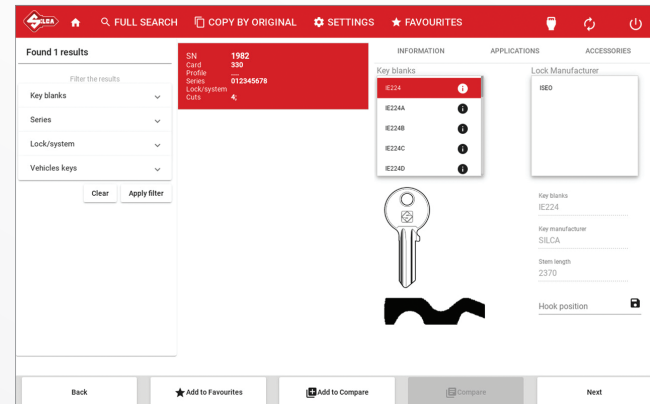 SILCA
FULL SEARCH
COPY BY ORIGINAL
SETTINGS
FAVOURITES
Found 1 results
Filter the results
Key blanks
Series
Lock/system
Vehicles keys
Clear
Apply filter
SN 1982
Card 330
Profile ....
Series 012345678
Lock/system
Cuts 4;
INFORMATION
APPLICATIONS
ACCESSORIES
Key blanks
IE224
IE224A
IE224B
IE224C
IE224D
Lock Manufacturer
ISEO
Key blanks
IE224
Key manufacturer
SILCA
Stem length
2370
Hook position
Back
Add to Favourites
Add to Compare
Compare
Next